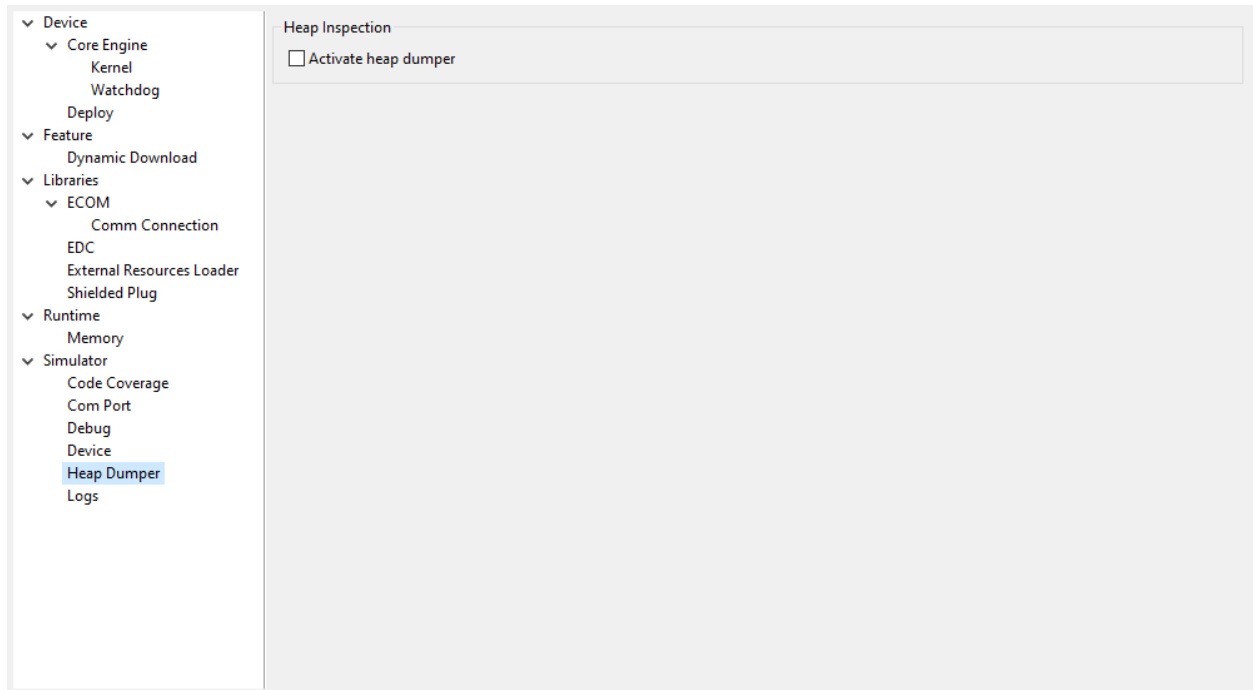 Device
Core Engine
Kernel
Watchdog
Deploy
Feature
Dynamic Download
Libraries
ECOM
Comm Connection
EDC
External Resources Loader
Shielded Plug
Runtime
Memory
Simulator
Code Coverage
Com Port
Debug
Device
Heap Dumper
Logs
Heap Inspection
Activate heap dumper